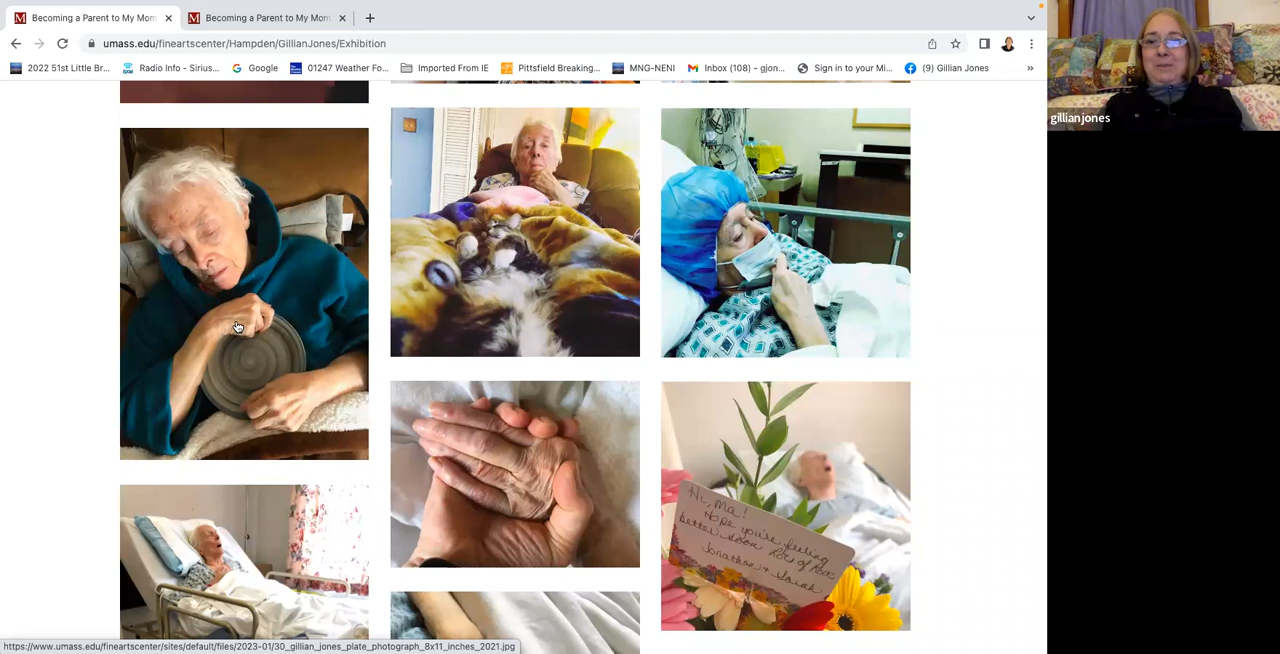 Becoming a Parent to My Mom
Becoming a Parent to My Mom
umass.edu/fineartscenter/Hampden/GillianJones/Exhibition
2022 51st Little Br...
Radio Info - Sirius...
Google
01247 Weather Fo...
Imported Form IE
Pittsfield Breaking...
MNG-NENI
Inbox (108) - gjon...
Sign in to your Mi...
(9) Gillian Jones
»
gillianjones
Hi, Ma!
Hope you're feeling
better soon Lots of love
Jonathan + Sarah
https://www.umass.edu/fineartscenter/sites/default/files/2023-01/30_gillian_jones_plate_photograph_8x11_inches_2021.jpg